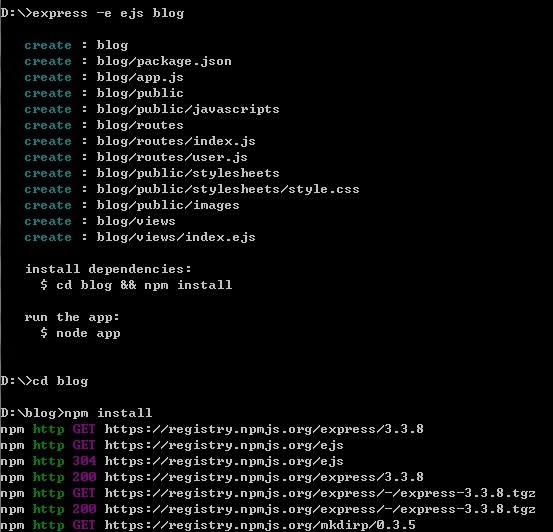 D:\>express -e ejs blog
create : blog
create : blog/package.json
create : blog/app.js
create : blog/public
create : blog/public/javascripts
create : blog/routes
create : blog/routes/index.js
create : blog/routes/user.js
create : blog/public/stylesheets
create : blog/public/stylesheets/style.css
create : blog/public/images
create : blog/views
create : blog/views/index.ejs
install dependencies:
$ cd blog && npm install
run the app:
$ node app
D:\>cd blog
D:\blog>npm install
npm http GET https://registry.npmjs.org/express/3.3.8
npm http GET https://registry.npmjs.org/ejs
npm http 304 https://registry.npmjs.org/ejs
npm http 200 https://registry.npmjs.org/express/3.3.8
npm http GET https://registry.npmjs.org/express/-/express-3.3.8.tgz
npm http 200 https://registry.npmjs.org/express/-/express-3.3.8.tgz
npm http GET https://registry.npmjs.org/mkdirp/0.3.5